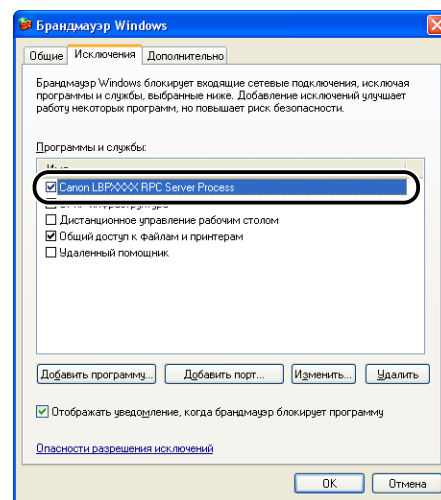 Брандмауэр Windows
Общие Исключения Дополнительно
Брандмауэр Windows блокирует входящие сетевые подключения, исключая
программы и службы, выбранные ниже. Добавление исключений улучшает
работу некоторых программ, но повышает риск безопасности.
Программы и службы:
Canon LBPXXXX RPC Server Process
Дистанционное управление рабочим столом
Общий доступ к файлам и принтерам
Удаленный помощник
Добавить программу... Добавить порт... Изменить... Удалить
Отображать уведомление, когда брандмауэр блокирует программу
Опасности разрешения исключений
OK Отмена